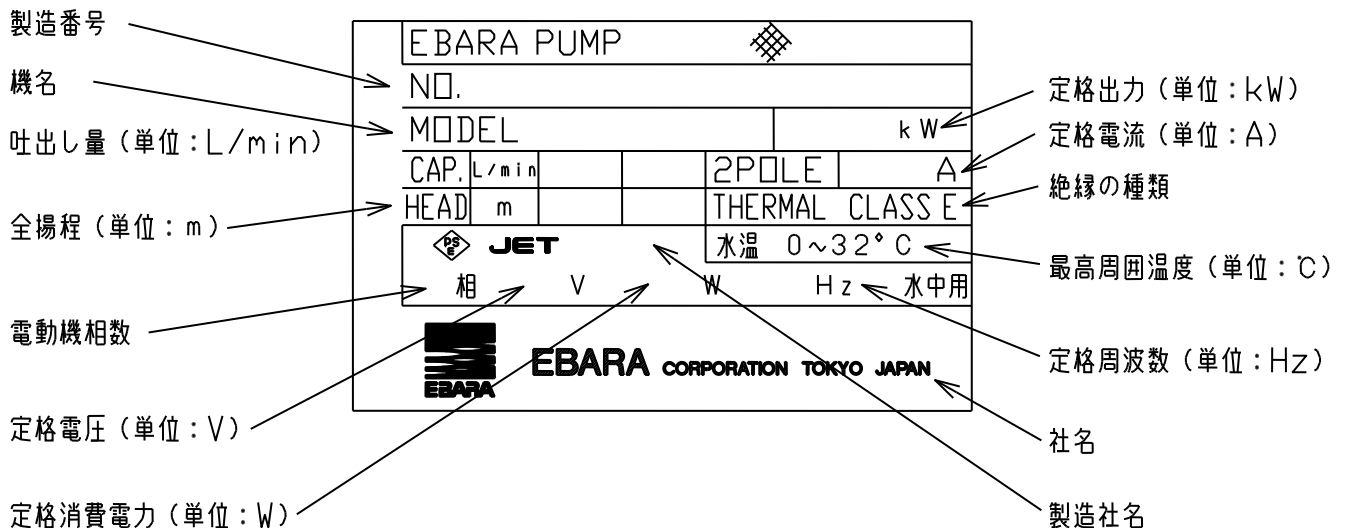 製造番号
機名
吐出し量（単位：L/min）
全揚程（単位：m）
電動機相数
定格電圧（単位：V）
定格消費電力（単位：W）
EBARA PUMP
NO.
MODEL kW
CAP. L/min 2POLE A
HEAD m THERMAL CLASS E
PS E JET 水温 0~32°C
相 V W Hz 水中用
EBARA
EBARA CORPORATION TOKYO JAPAN
定格出力（単位：kW）
定格電流（単位：A）
絶縁の種類
最高周囲温度（単位：℃）
定格周波数（単位：Hz）
社名
製造社名